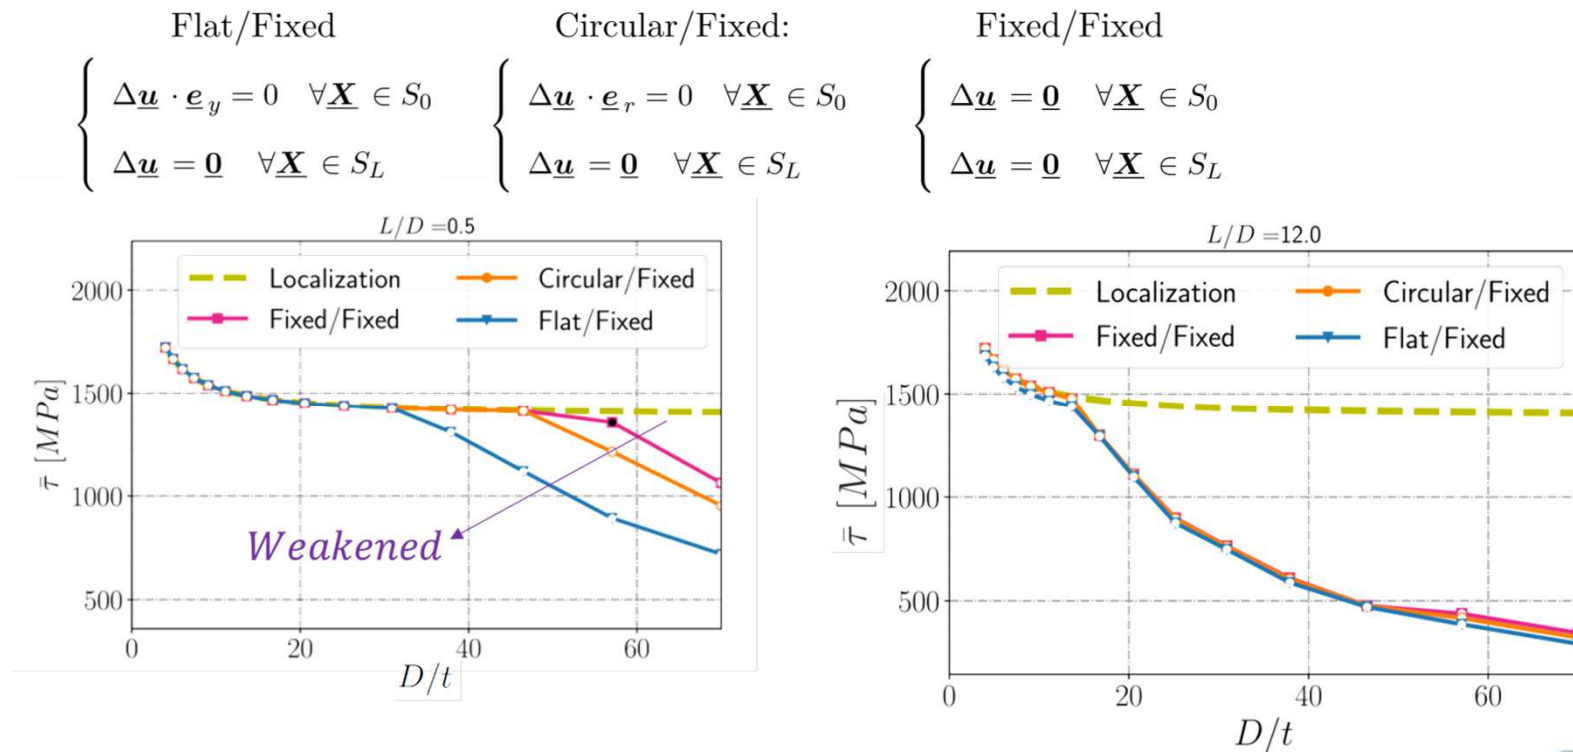 Flat/Fixed
Δu · e_y = 0 ∀X ∈ S_0
Δu = 0 ∀X ∈ S_L
Circular/Fixed:
Δu · e_r = 0 ∀X ∈ S_0
Δu = 0 ∀X ∈ S_L
Fixed/Fixed
Δu = 0 ∀X ∈ S_0
Δu = 0 ∀X ∈ S_L
L/D =0.5
Localization
Fixed/Fixed
Circular/Fixed
Flat/Fixed
2000
1500
1000
500
τ̄ [MPa]
Weakened
0 20 40 60
D/t
L/D =12.0
Localization
Fixed/Fixed
Circular/Fixed
Flat/Fixed
2000
1500
1000
500
τ̄ [MPa]
0 20 40 60
D/t